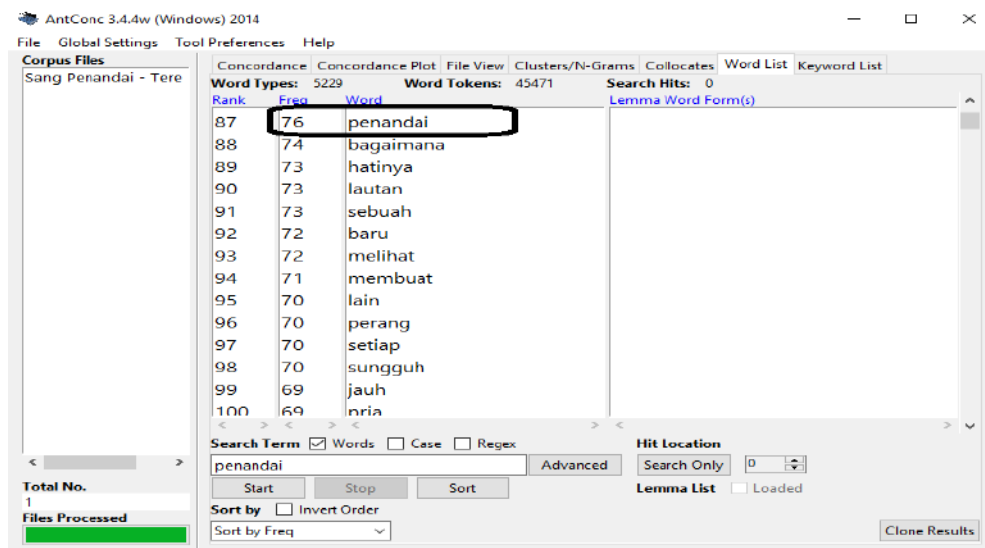 AntConc 3.4.4w (Windows) 2014
File Global Settings Tool Preferences Help
Corpus Files
Sang Penandai - Tere
Concordance Concordance Plot File View Clusters/N-Grams Collocates Word List Keyword List
Word Types: 5229 Word Tokens: 45471 Search Hits: 0
Rank Freq Word Lemma Word Form(s)
87 76 penandai
88 74 bagaimana
89 73 hatinya
90 73 lautan
91 73 sebuah
92 72 baru
93 72 melihat
94 71 membuat
95 70 lain
96 70 perang
97 70 setiap
98 70 sungguh
99 69 jauh
100 69 pria
Search Term Words Case Regex Hit Location
penandai Advanced Search Only 0
Total No. Start Stop Sort Lemma List Loaded
1
Files Processed Sort by Invert Order
Sort by Freq Clone Results